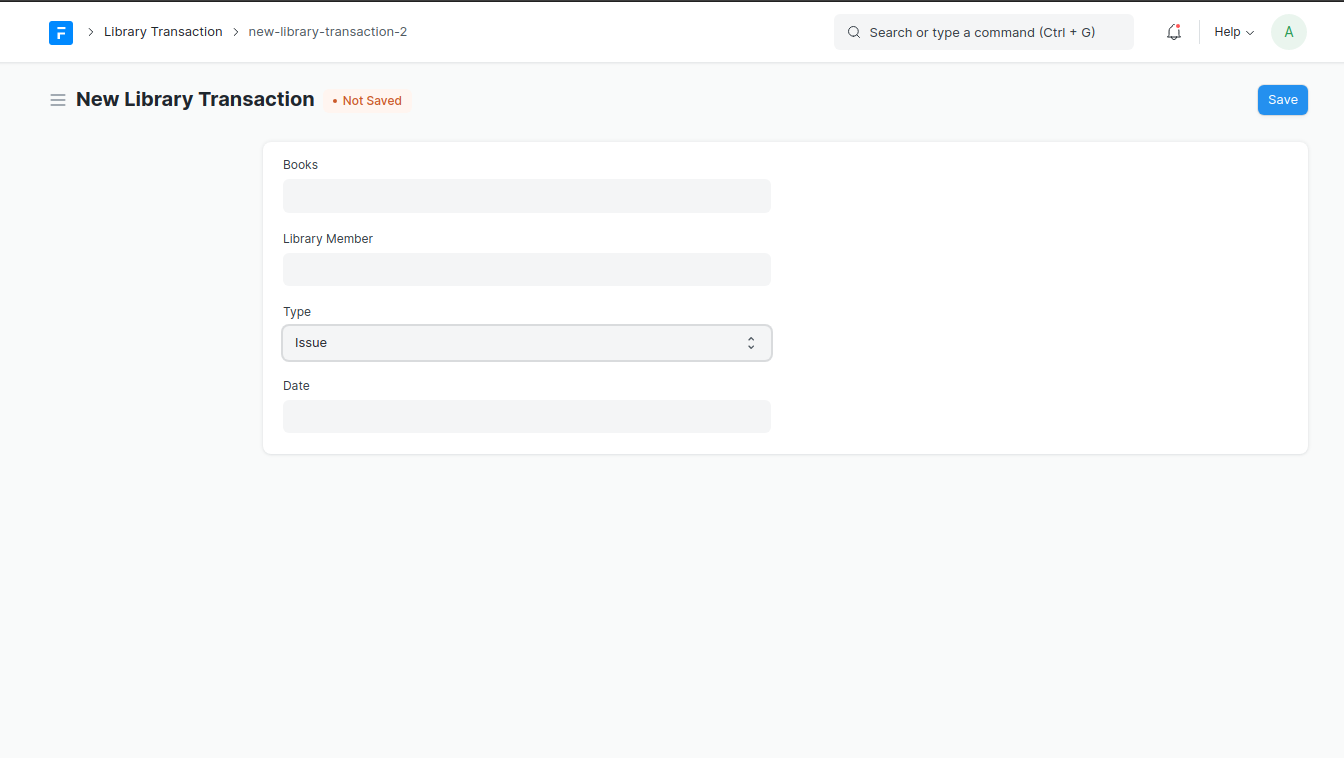 Library Transaction new-library-transaction-2 Search or type a command (Ctrl + G) Help A
New Library Transaction • Not Saved Save
Books
Library Member
Type
Issue
Date